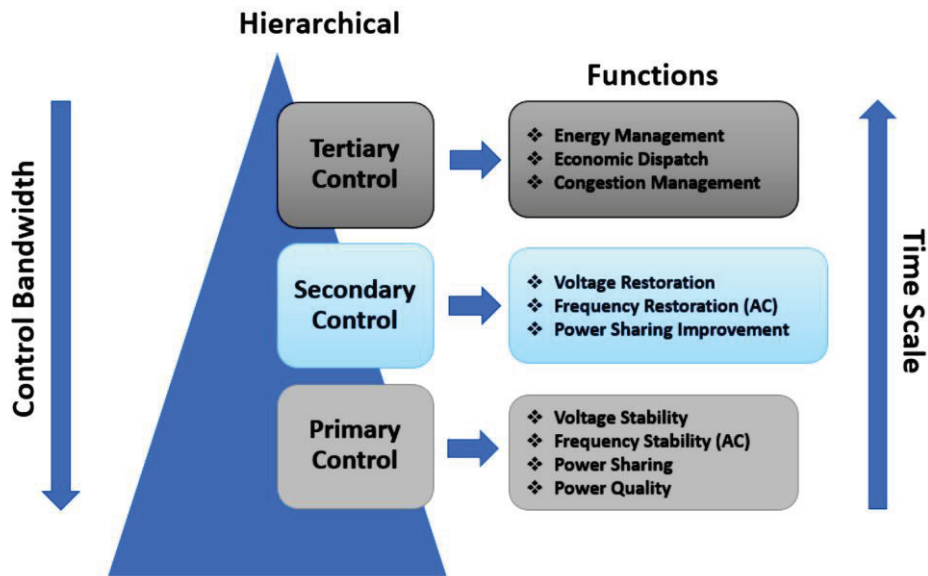 Hierarchical
Functions
Control Bandwidth
Tertiary
Control
❖ Energy Management
❖ Economic Dispatch
❖ Congestion Management
Secondary
Control
❖ Voltage Restoration
❖ Frequency Restoration (AC)
❖ Power Sharing Improvement
Primary
Control
❖ Voltage Stability
❖ Frequency Stability (AC)
❖ Power Sharing
❖ Power Quality
Time Scale